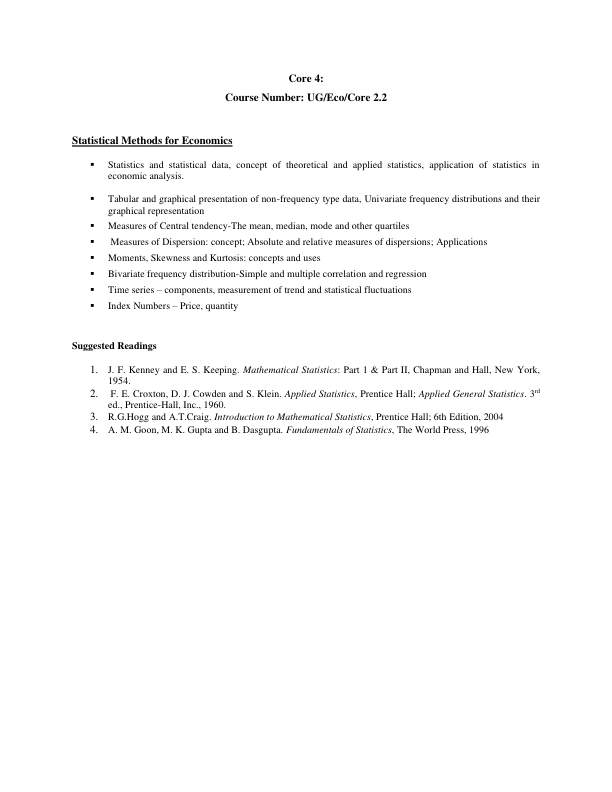 Core 4:
Course Number: UG/Eco/Core 2.2
Statistical Methods for Economics
▪ Statistics and statistical data, concept of theoretical and applied statistics, application of statistics in
economic analysis.
▪ Tabular and graphical presentation of non-frequency type data, Univariate frequency distributions and their
graphical representation
▪ Measures of Central tendency-The mean, median, mode and other quartiles
▪ Measures of Dispersion: concept; Absolute and relative measures of dispersions; Applications
▪ Moments, Skewness and Kurtosis: concepts and uses
▪ Bivariate frequency distribution-Simple and multiple correlation and regression
▪ Time series – components, measurement of trend and statistical fluctuations
▪ Index Numbers – Price, quantity
Suggested Readings
1. J. F. Kenney and E. S. Keeping. Mathematical Statistics: Part 1 & Part II, Chapman and Hall, New York,
1954.
2. F. E. Croxton, D. J. Cowden and S. Klein. Applied Statistics, Prentice Hall; Applied General Statistics. 3rd
ed., Prentice-Hall, Inc., 1960.
3. R.G.Hogg and A.T.Craig. Introduction to Mathematical Statistics, Prentice Hall; 6th Edition, 2004
4. A. M. Goon, M. K. Gupta and B. Dasgupta. Fundamentals of Statistics, The World Press, 1996